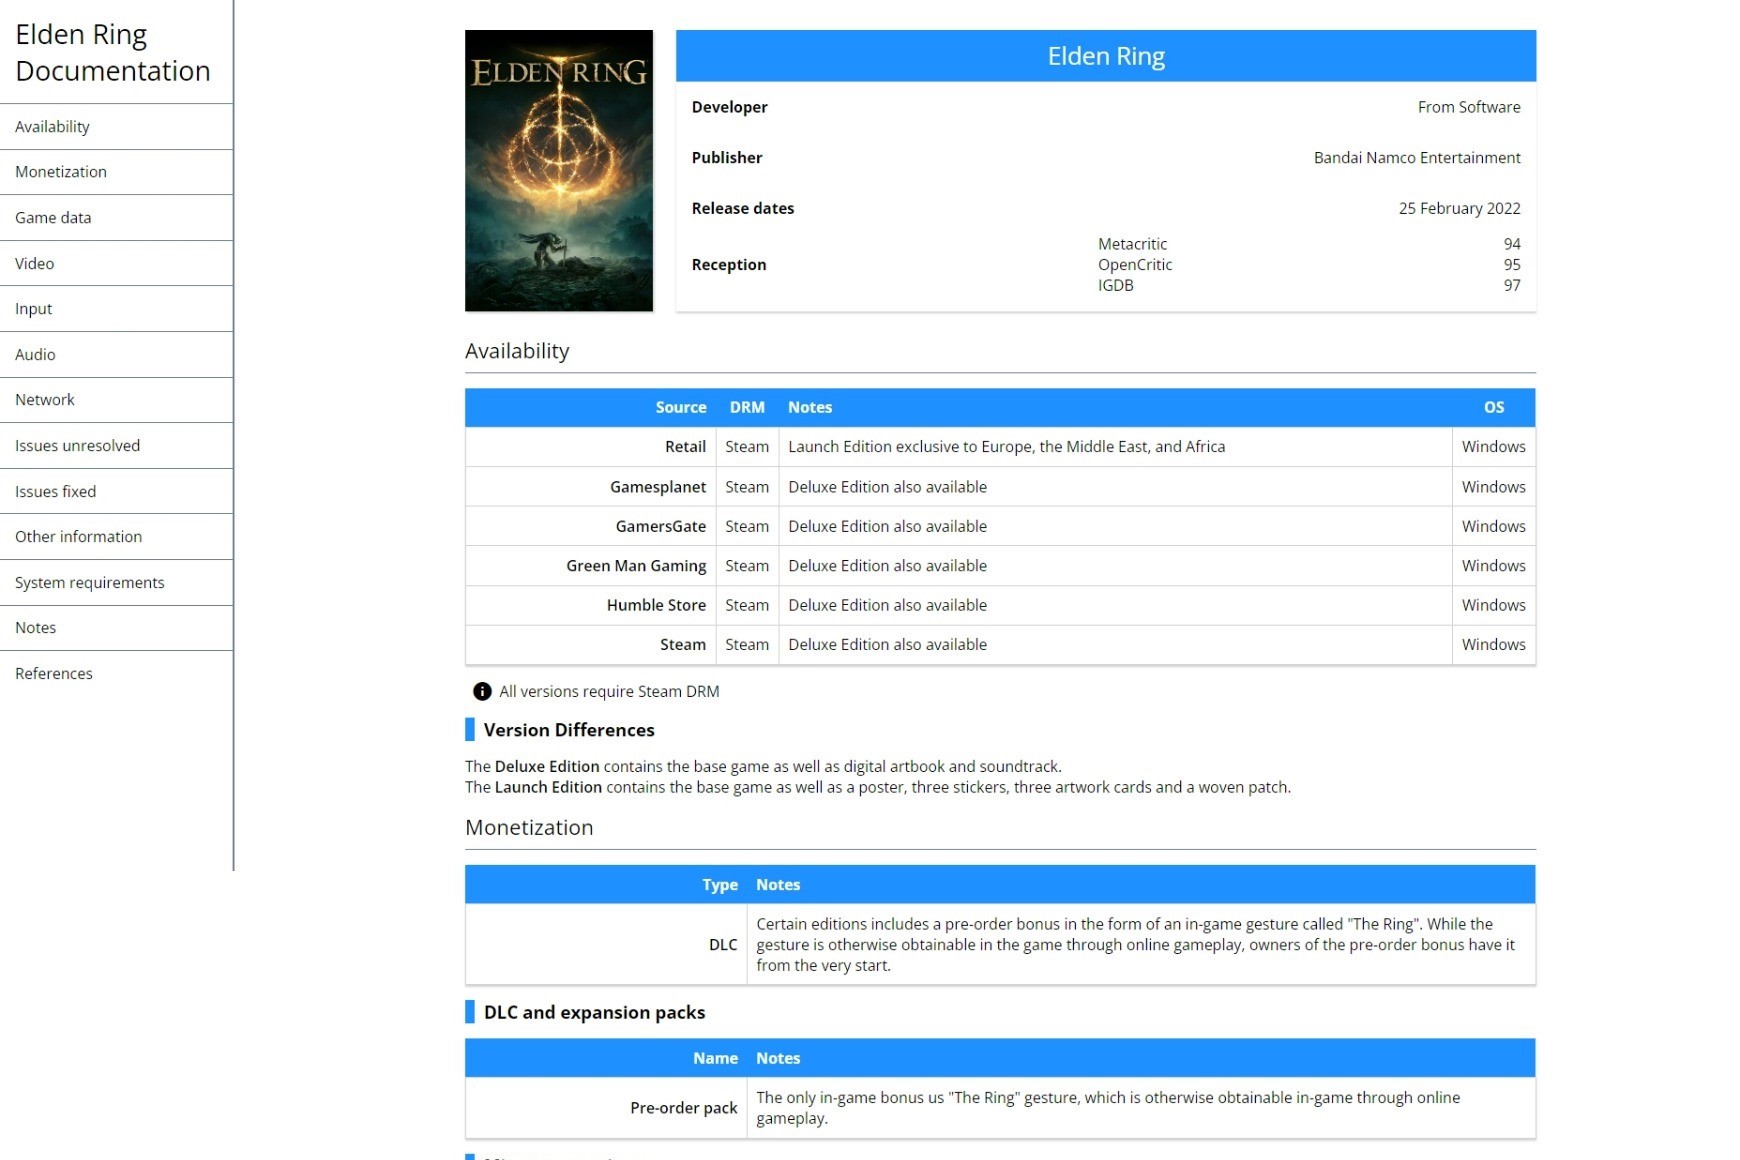 Elden Ring
Documentation
Availability
Monetization
Game data
Video
Input
Audio
Network
Issues unresolved
Issues fixed
Other information
System requirements
Notes
References
ELDEN RING
Elden Ring
Developer From Software
Publisher Bandai Namco Entertainment
Release dates 25 February 2022
Reception
Metacritic 94
OpenCritic 95
IGDB 97
Availability
Source DRM Notes OS
Retail Steam Launch Edition exclusive to Europe, the Middle East, and Africa Windows
Gamesplanet Steam Deluxe Edition also available Windows
GamersGate Steam Deluxe Edition also available Windows
Green Man Gaming Steam Deluxe Edition also available Windows
Humble Store Steam Deluxe Edition also available Windows
Steam Steam Deluxe Edition also available Windows
All versions require Steam DRM
Version Differences
The Deluxe Edition contains the base game as well as digital artbook and soundtrack.
The Launch Edition contains the base game as well as a poster, three stickers, three artwork cards and a woven patch.
Monetization
Type Notes
DLC
Certain editions includes a pre-order bonus in the form of an in-game gesture called "The Ring". While the
gesture is otherwise obtainable in the game through online gameplay, owners of the pre-order bonus have it
from the very start.
DLC and expansion packs
Name Notes
Pre-order pack
The only in-game bonus us "The Ring" gesture, which is otherwise obtainable in-game through online
gameplay.